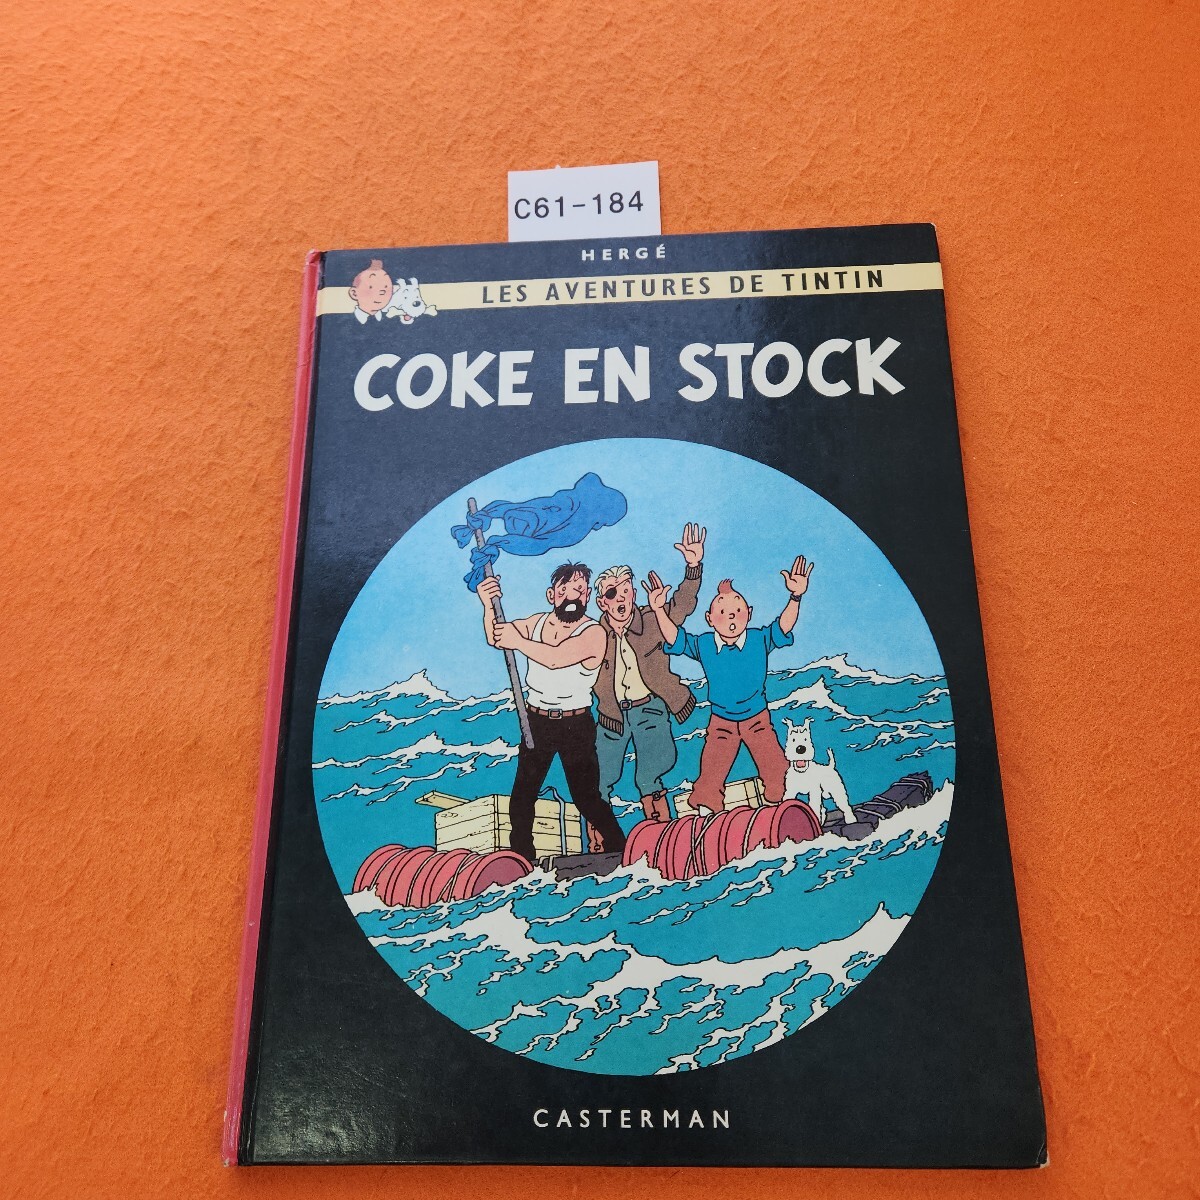 C61-184
HERGÉ
LES AVENTURES DE TINTIN
COKE EN STOCK
CASTERMAN